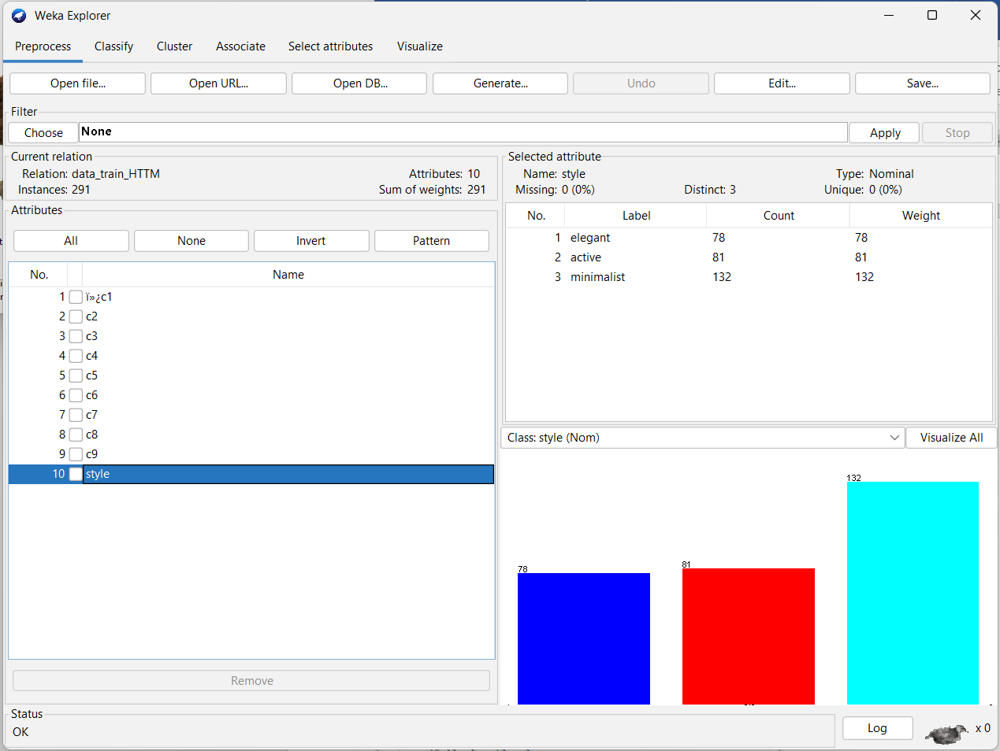 Weka Explorer
Preprocess Classify Cluster Associate Select attributes Visualize
Open file... Open URL... Open DB... Generate... Undo Edit... Save...
Filter
Choose None Apply Stop
Current relation
Relation: data_train_HTTM Attributes: 10
Instances: 291 Sum of weights: 291
Attributes
All None Invert Pattern
No. Name
1 ï»¿c1
2 c2
3 c3
4 c4
5 c5
6 c6
7 c7
8 c8
9 c9
10 style
Remove
Selected attribute
Name: style Type: Nominal
Missing: 0 (0%) Distinct: 3 Unique: 0 (0%)
No. Label Count Weight
1 elegant 78 78
2 active 81 81
3 minimalist 132 132
Class: style (Nom) Visualize All
78 81 132
Status
OK
Log x 0